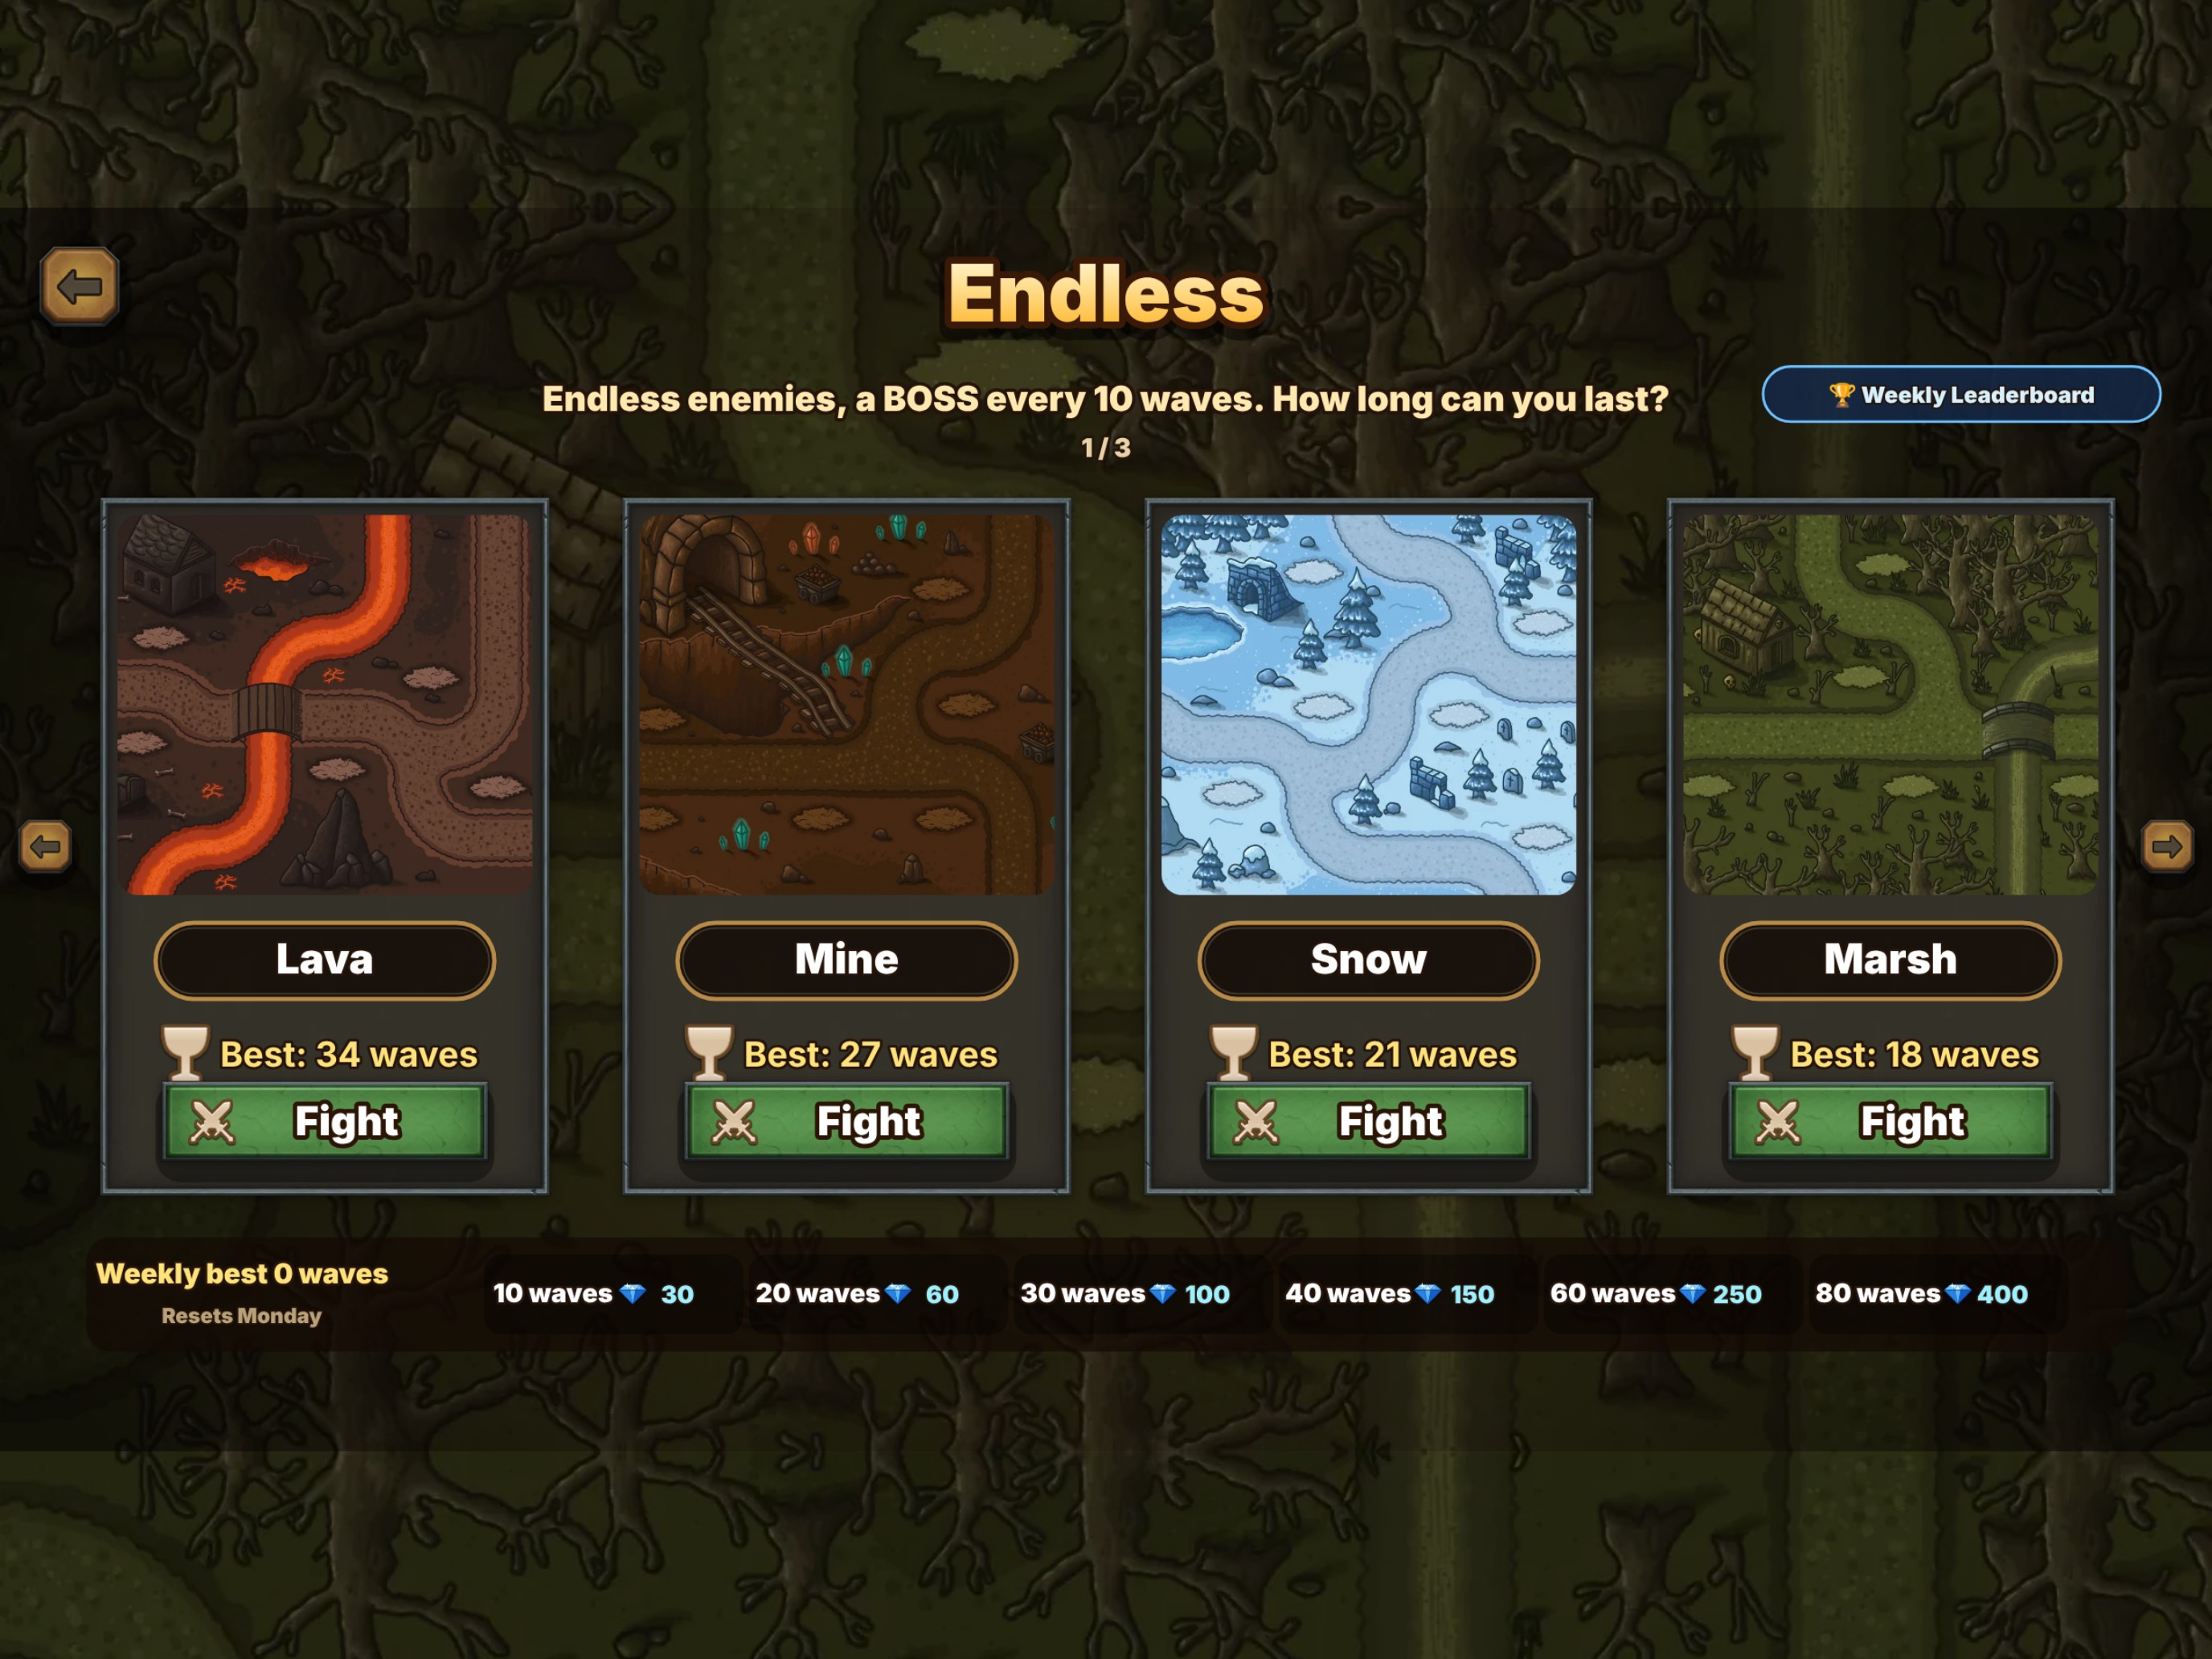 Endless
Endless enemies, a BOSS every 10 waves. How long can you last?
🏆 Weekly Leaderboard
1 / 3
Lava
Best: 34 waves
Fight
Mine
Best: 27 waves
Fight
Snow
Best: 21 waves
Fight
Marsh
Best: 18 waves
Fight
Weekly best 0 waves
Resets Monday
10 waves 💎 30
20 waves 💎 60
30 waves 💎 100
40 waves 💎 150
60 waves 💎 250
80 waves 💎 400